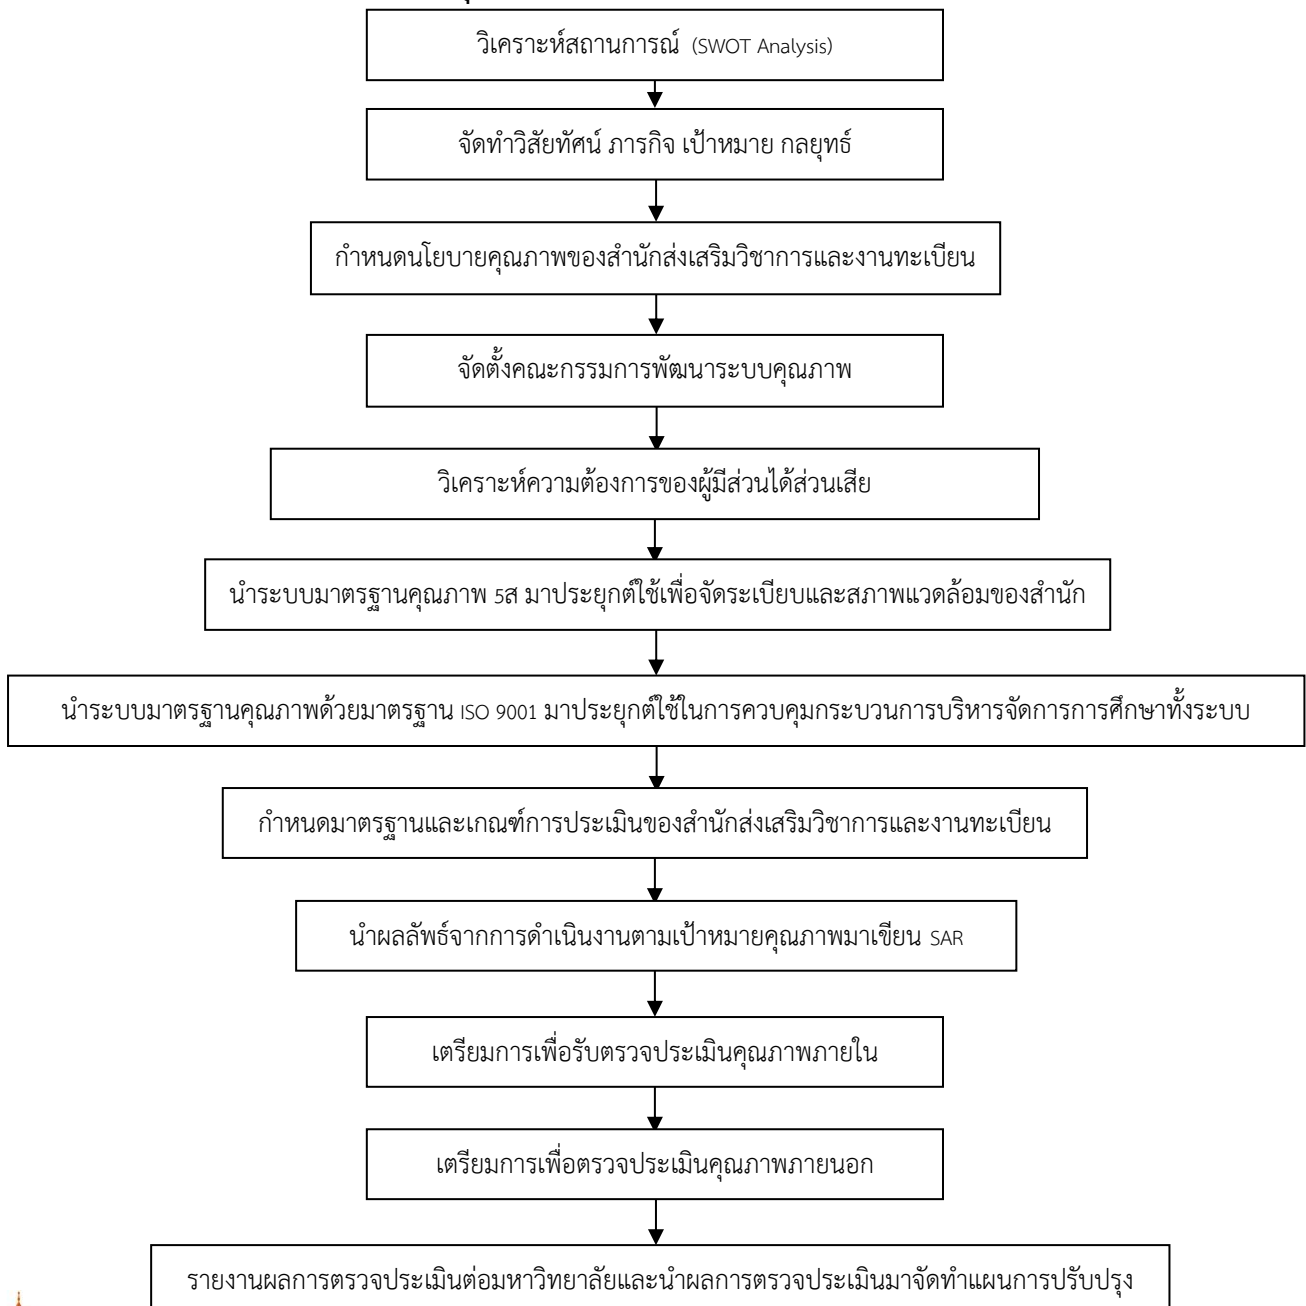 วิเคราะห์สถานการณ์ (SWOT Analysis)
จัดทำวิสัยทัศน์ ภารกิจ เป้าหมาย กลยุทธ์
กำหนดนโยบายคุณภาพของสำนักส่งเสริมวิชาการและงานทะเบียน
จัดตั้งคณะกรรมการพัฒนาระบบคุณภาพ
วิเคราะห์ความต้องการของผู้มีส่วนได้ส่วนเสีย
นำระบบมาตรฐานคุณภาพ 5ส มาประยุกต์ใช้เพื่อจัดระเบียบและสภาพแวดล้อมของสำนัก
นำระบบมาตรฐานคุณภาพด้วยมาตรฐาน ISO 9001 มาประยุกต์ใช้ในการควบคุมกระบวนการบริหารจัดการการศึกษาทั้งระบบ
กำหนดมาตรฐานและเกณฑ์การประเมินของสำนักส่งเสริมวิชาการและงานทะเบียน
นำผลลัพธ์จากการดำเนินงานตามเป้าหมายคุณภาพมาเขียน SAR
เตรียมการเพื่อรับตรวจประเมินคุณภาพภายใน
เตรียมการเพื่อตรวจประเมินคุณภาพภายนอก
รายงานผลการตรวจประเมินต่อมหาวิทยาลัยและนำผลการตรวจประเมินมาจัดทำแผนการปรับปรุง